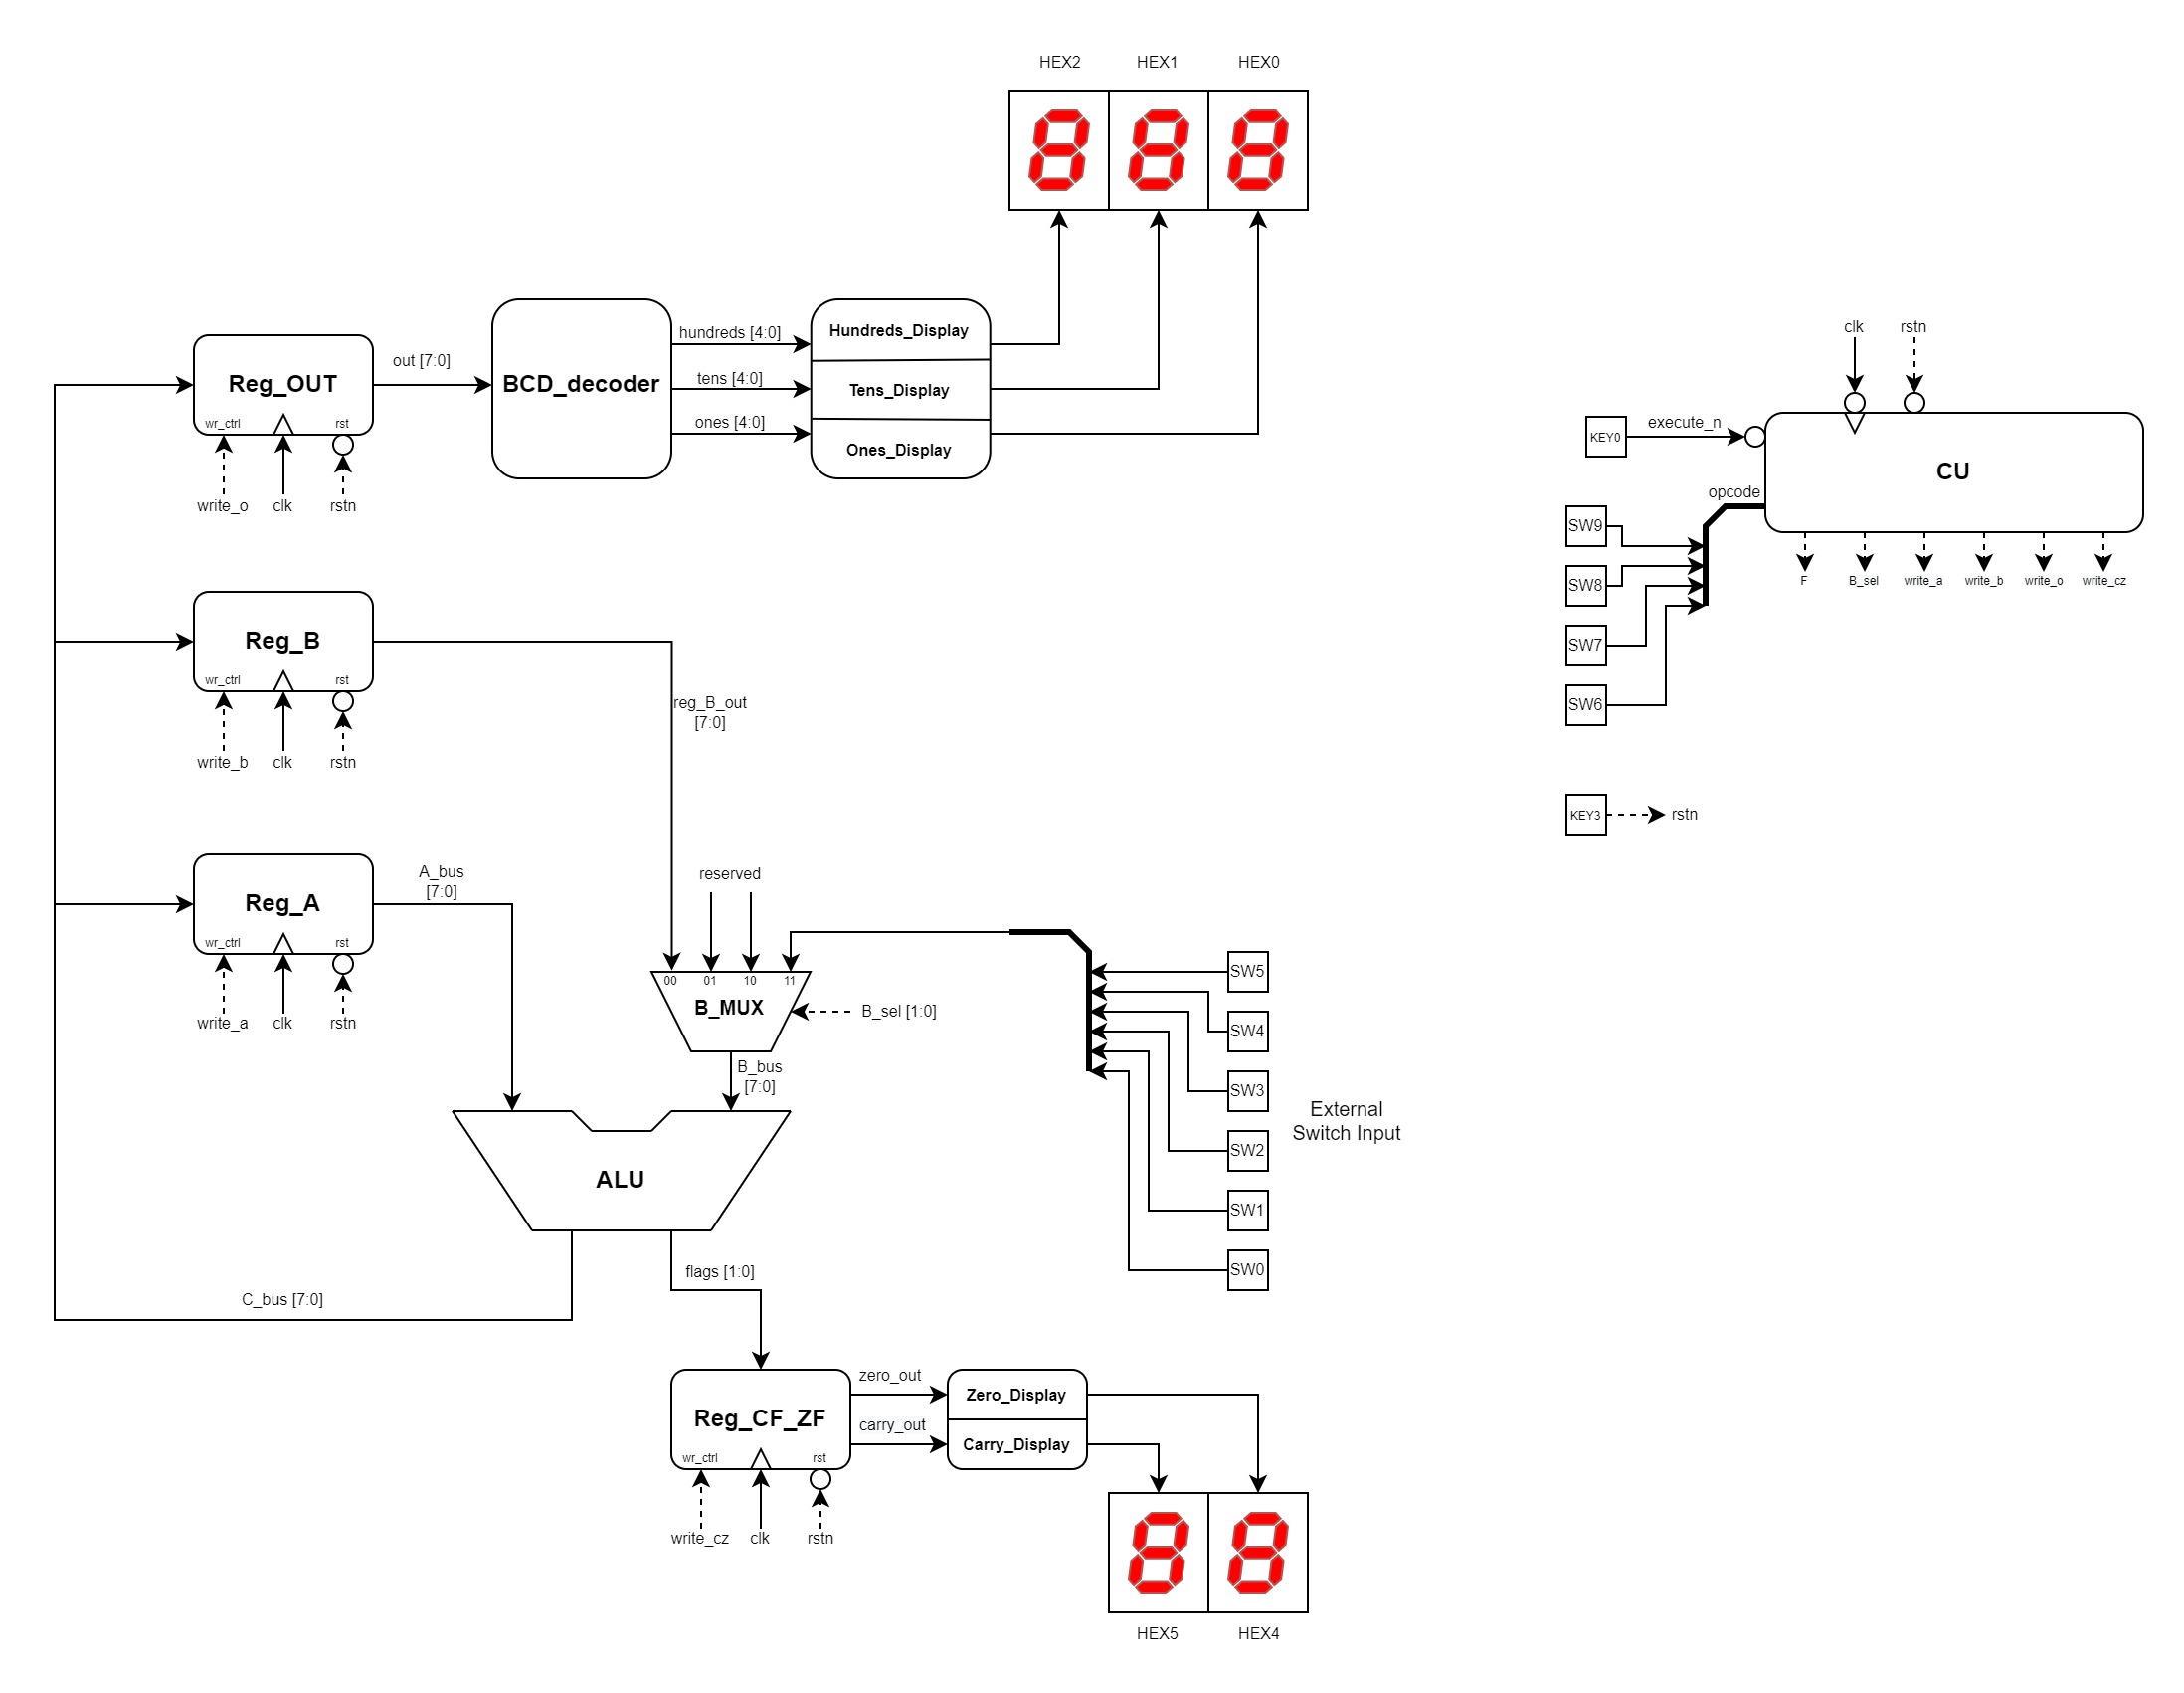 HEX2 HEX1 HEX0
hundreds [4:0]
tens [4:0]
ones [4:0]
Hundreds_Display
Tens_Display
Ones_Display
BCD_decoder
out [7:0]
Reg_OUT
wr_ctrl rst
write_o clk rstn
clk rstn
KEY0
execute_n
CU
opcode
SW9
SW8
SW7
SW6
F B_sel write_a write_b write_o write_cz
KEY3
rstn
Reg_B
wr_ctrl rst
write_b clk rstn
reg_B_out
[7:0]
Reg_A
wr_ctrl rst
write_a clk rstn
A_bus
[7:0]
reserved
00 01 10 11
B_MUX
B_sel [1:0]
B_bus
[7:0]
SW5
SW4
SW3
SW2
SW1
SW0
External
Switch Input
ALU
flags [1:0]
C_bus [7:0]
Reg_CF_ZF
wr_ctrl rst
write_cz clk rstn
zero_out
carry_out
Zero_Display
Carry_Display
HEX5 HEX4